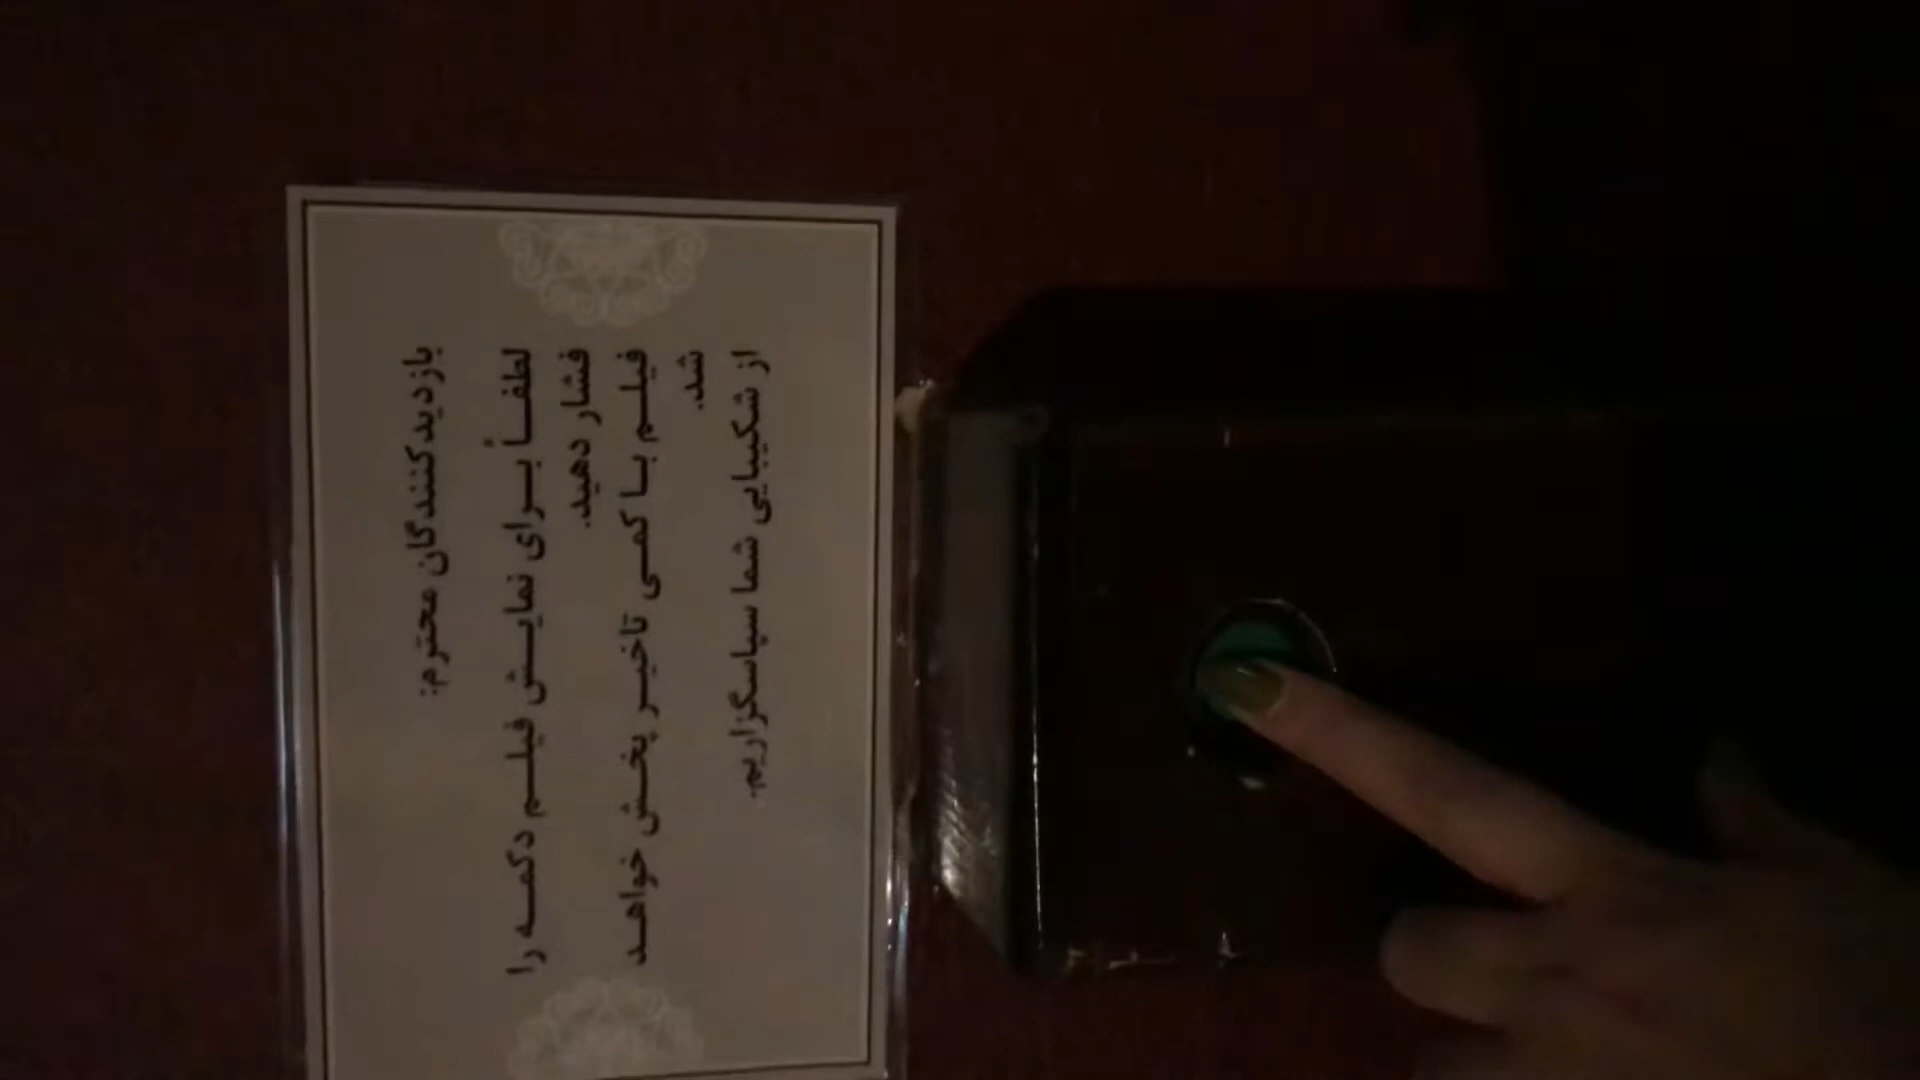 بازدیدکنندگان محترم:
لطفاً برای نمایش فیلم دکمه را
فشار دهید.
فیلم با کمی تاخیر پخش خواهد
شد.
از شکیبایی شما سپاسگزاریم.